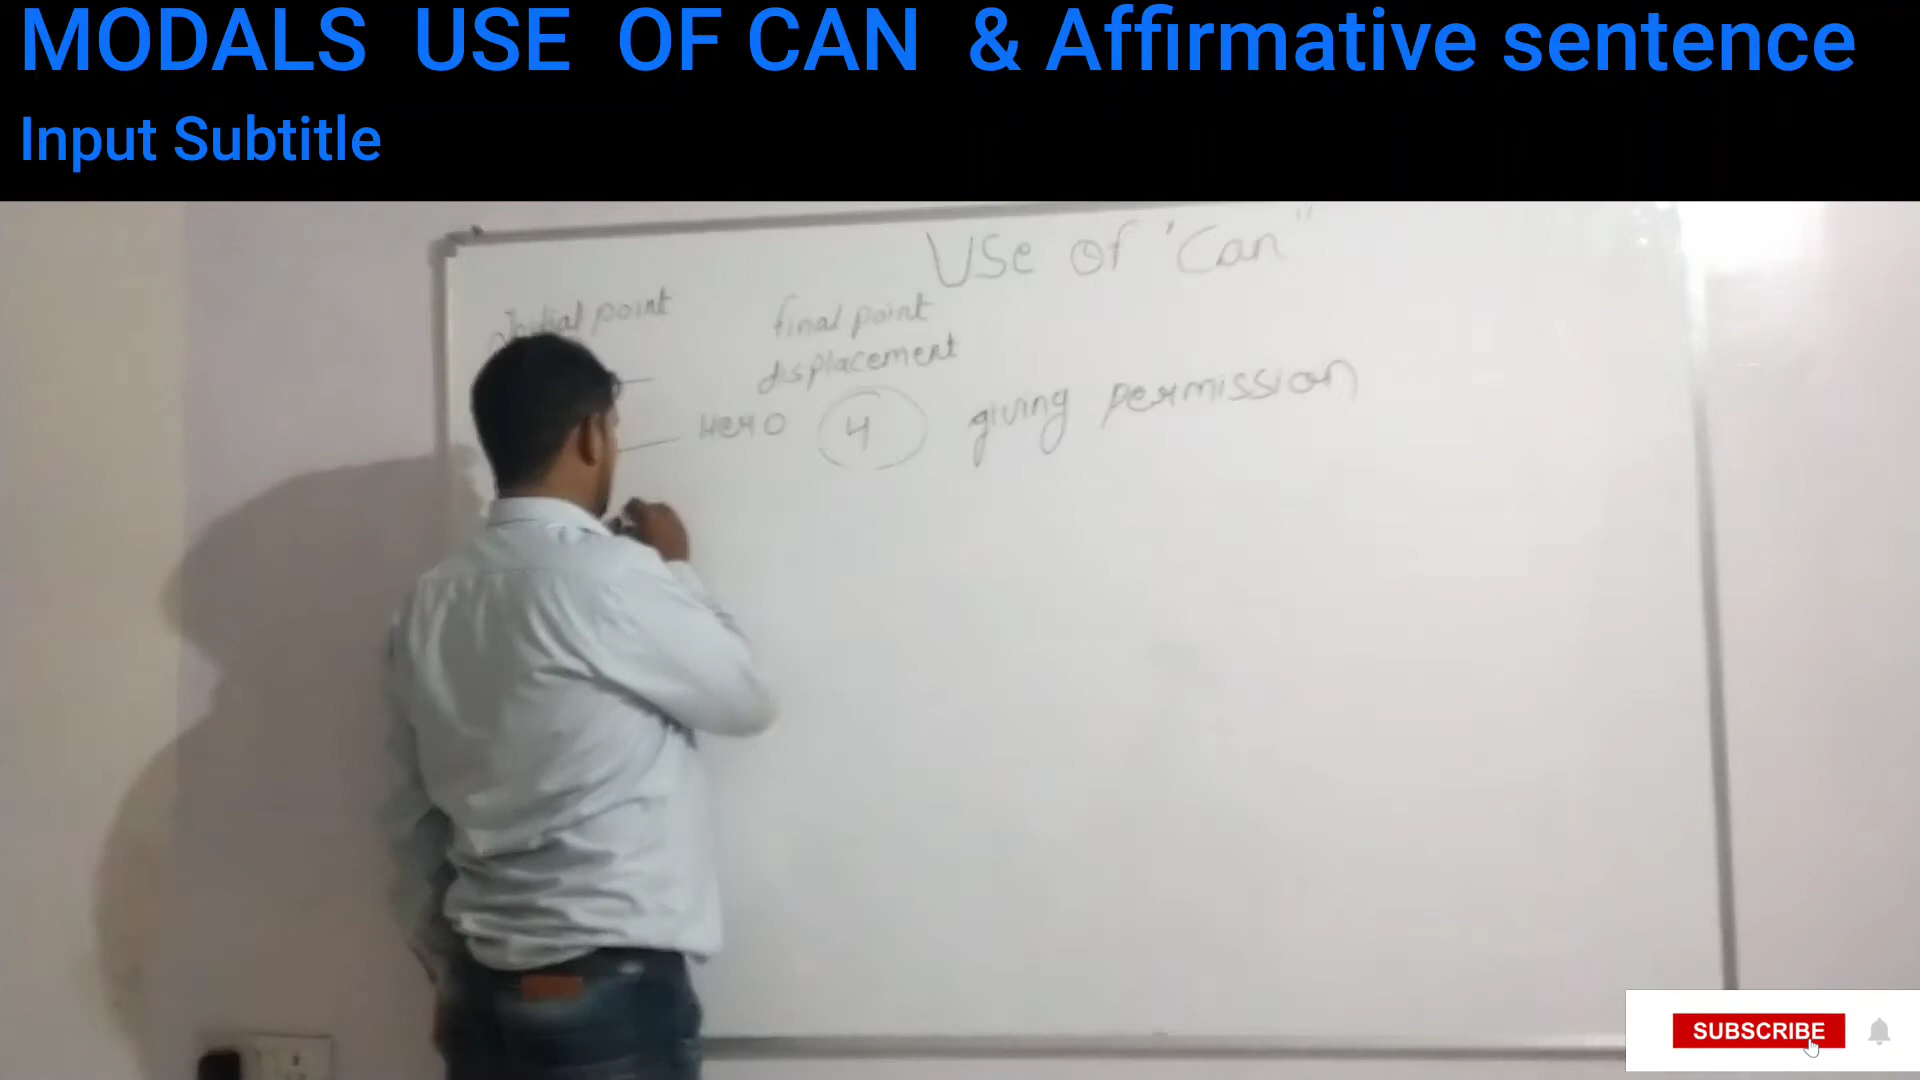 MODALS USE OF CAN & Affirmative sentence
Input Subtitle
Use of 'Can"
Initial point
final point
displacement
Hero
4 giving permission
SUBSCRIBE